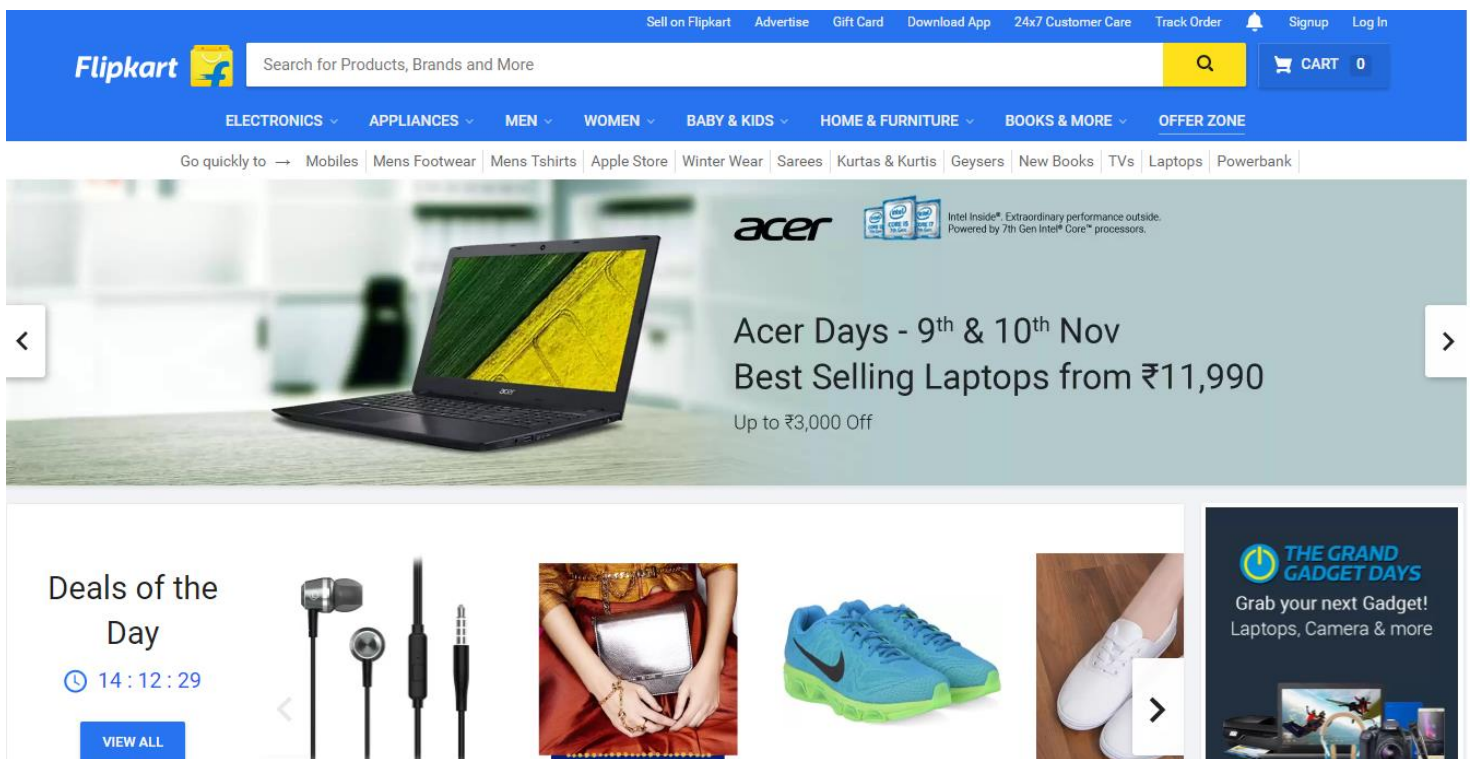 Sell on Flipkart Advertise Gift Card Download App 24x7 Customer Care Track Order Signup Log In
Flipkart Search for Products, Brands and More CART 0
ELECTRONICS APPLIANCES MEN WOMEN BABY & KIDS HOME & FURNITURE BOOKS & MORE OFFER ZONE
Go quickly to → Mobiles Mens Footwear Mens Tshirts Apple Store Winter Wear Sarees Kurtas & Kurtis Geysers New Books TVs Laptops Powerbank
acer
Intel Inside®. Extraordinary performance outside.
Powered by 7th Gen Intel® Core™ processors.
Acer Days - 9th & 10th Nov
Best Selling Laptops from ₹11,990
Up to ₹3,000 Off
acer
Deals of the
Day
14 : 12 : 29
VIEW ALL
THE GRAND
GADGET DAYS
Grab your next Gadget!
Laptops, Camera & more